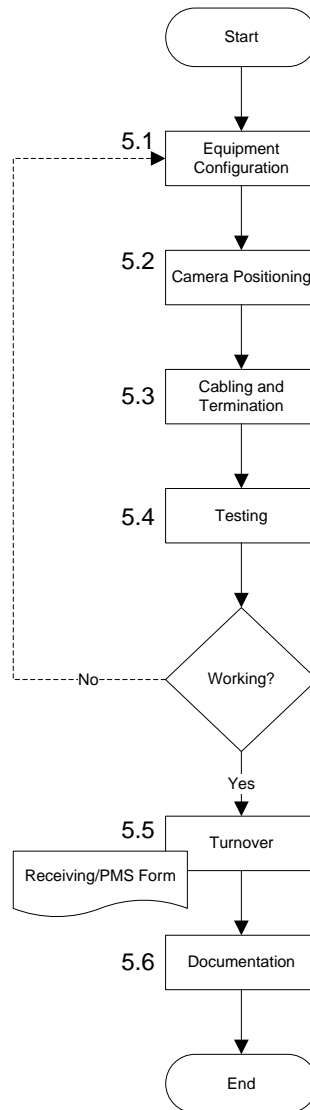 Start
5.1
Equipment
Configuration
5.2
Camera Positioning
5.3
Cabling and
Termination
5.4
Testing
Working?
No
Yes
5.5
Turnover
Receiving/PMS Form
5.6
Documentation
End